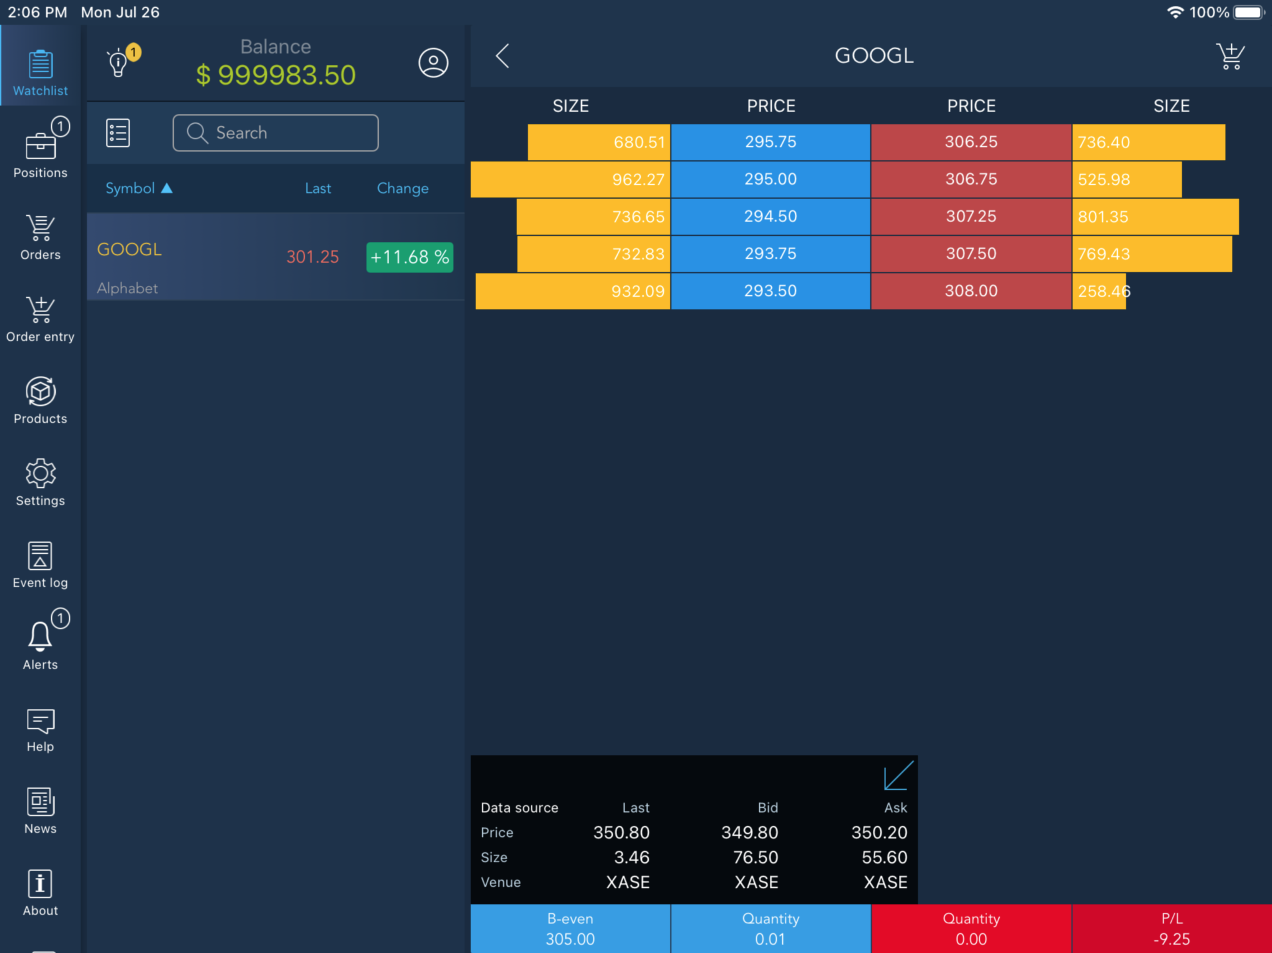 2:06 PM Mon Jul 26
100%
Watchlist
1
Positions
Orders
Order entry
Products
Settings
Event log
1
Alerts
Help
News
About
1
Balance
$ 999983.50
Search
Symbol ▲ Last Change
GOOGL 301.25 +11.68 %
Alphabet
GOOGL
SIZE PRICE PRICE SIZE
680.51 295.75 306.25 736.40
962.27 295.00 306.75 525.98
736.65 294.50 307.25 801.35
732.83 293.75 307.50 769.43
932.09 293.50 308.00 258.46
Data source Last Bid Ask
Price 350.80 349.80 350.20
Size 3.46 76.50 55.60
Venue XASE XASE XASE
B-even Quantity Quantity P/L
305.00 0.01 0.00 -9.25